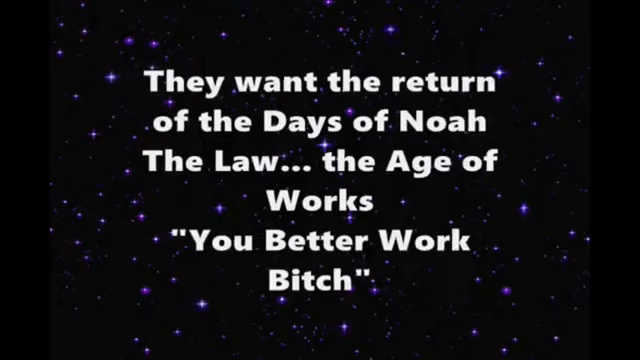 They want the return
of the Days of Noah
The Law... the Age of
Works
"You Better Work
Bitch"